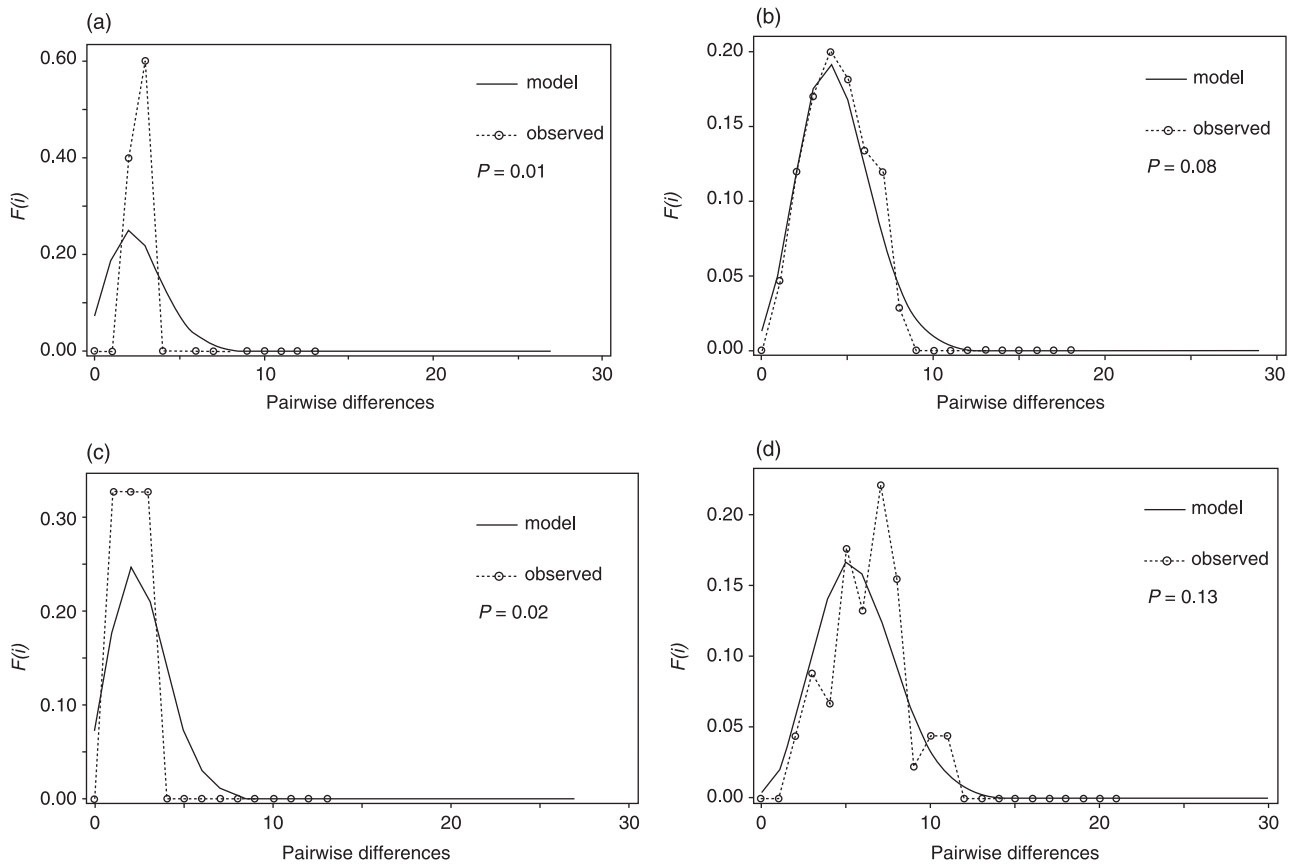 (a)
0.60
0.40
0.20
0.00
F(i)
model
observed
P = 0.01
0
10
20
30
Pairwise differences
(b)
0.20
0.15
0.10
0.05
0.00
F(i)
model
observed
P = 0.08
0
10
20
30
Pairwise differences
(c)
0.30
0.20
0.10
0.00
F(i)
model
observed
P = 0.02
0
10
20
30
Pairwise differences
(d)
0.20
0.15
0.10
0.05
0.00
F(i)
model
observed
P = 0.13
0
10
20
30
Pairwise differences